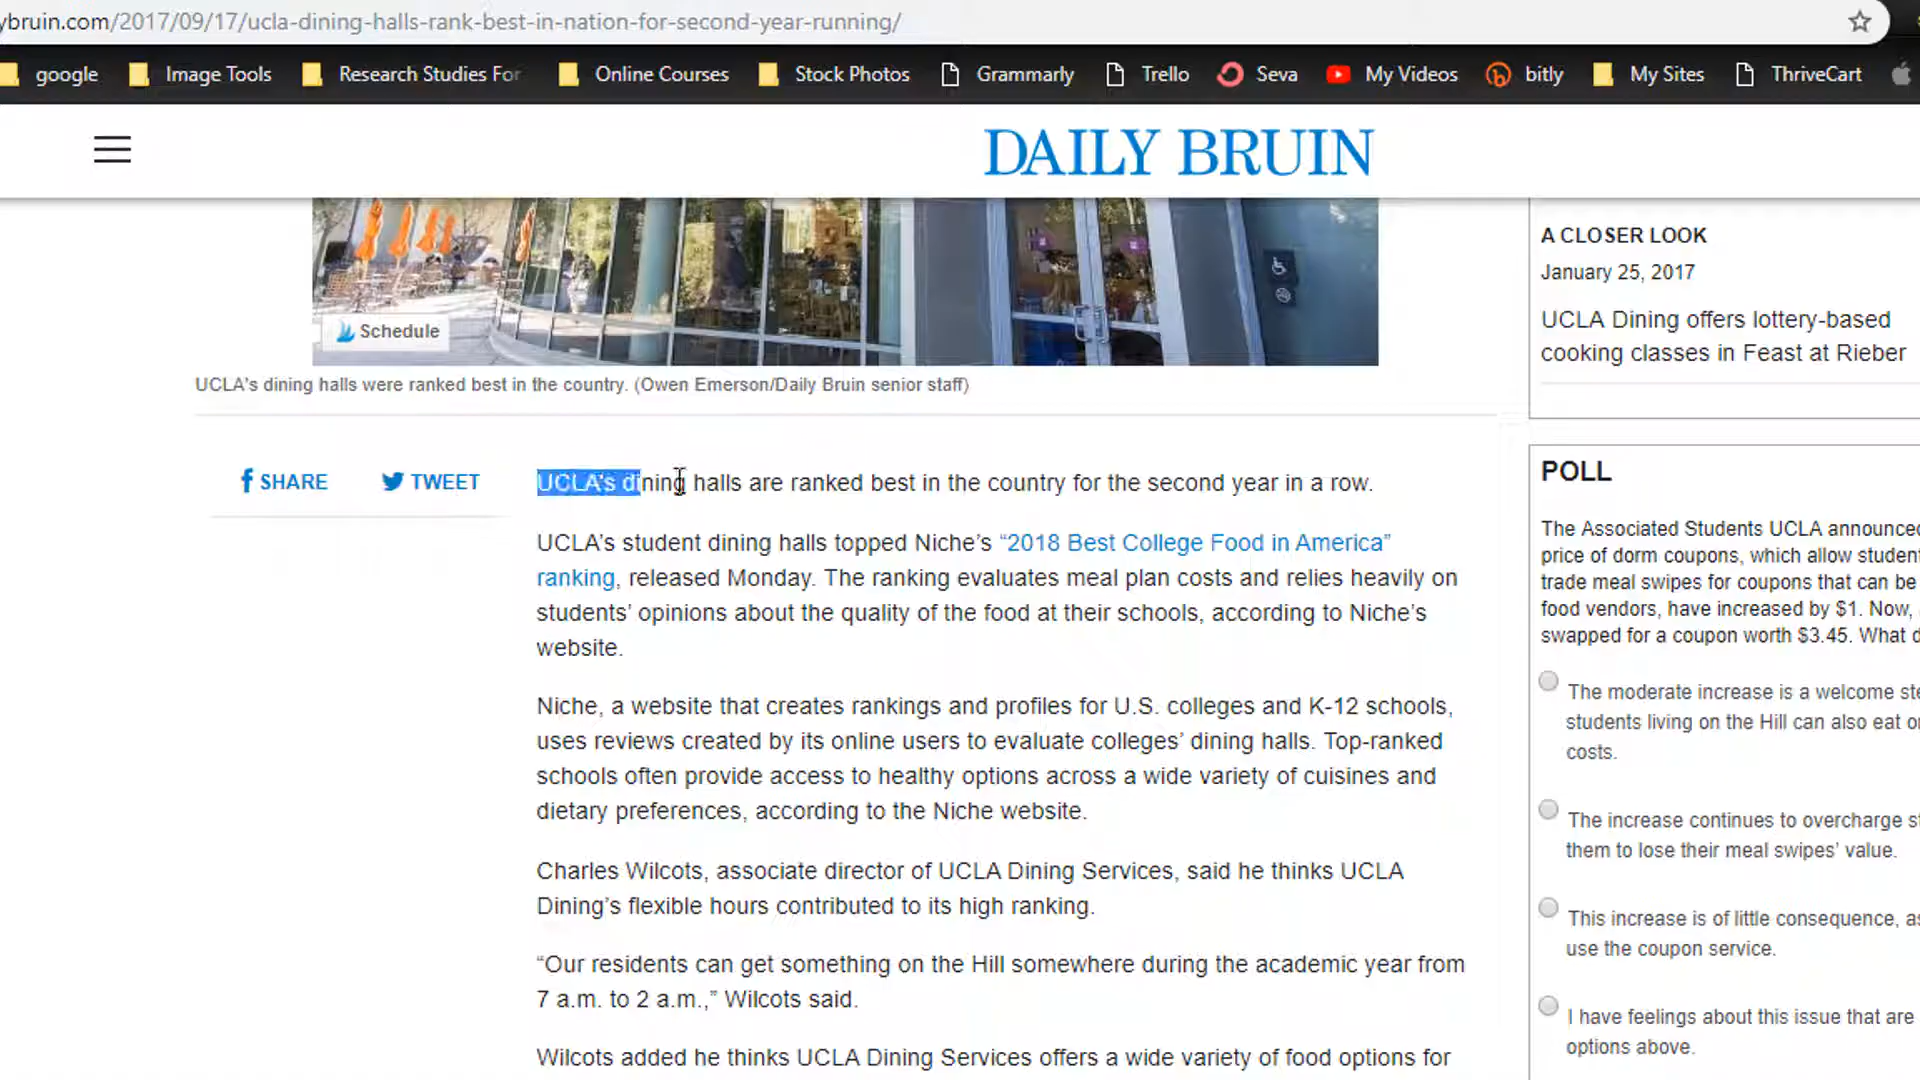 ybruin.com/2017/09/17/ucla-dining-halls-rank-best-in-nation-for-second-year-running/
google Image Tools Research Studies For Online Courses Stock Photos Grammarly Trello Seva My Videos bitly My Sites ThriveCart
DAILY BRUIN
Schedule
UCLA's dining halls were ranked best in the country. (Owen Emerson/Daily Bruin senior staff)
SHARE TWEET
UCLA's dining halls are ranked best in the country for the second year in a row.
UCLA's student dining halls topped Niche's "2018 Best College Food in America"
ranking, released Monday. The ranking evaluates meal plan costs and relies heavily on
students' opinions about the quality of the food at their schools, according to Niche's
website.
Niche, a website that creates rankings and profiles for U.S. colleges and K-12 schools,
uses reviews created by its online users to evaluate colleges' dining halls. Top-ranked
schools often provide access to healthy options across a wide variety of cuisines and
dietary preferences, according to the Niche website.
Charles Wilcots, associate director of UCLA Dining Services, said he thinks UCLA
Dining's flexible hours contributed to its high ranking.
"Our residents can get something on the Hill somewhere during the academic year from
7 a.m. to 2 a.m.," Wilcots said.
Wilcots added he thinks UCLA Dining Services offers a wide variety of food options for
A CLOSER LOOK
January 25, 2017
UCLA Dining offers lottery-based
cooking classes in Feast at Rieber
POLL
The Associated Students UCLA announced
price of dorm coupons, which allow student
trade meal swipes for coupons that can be
food vendors, have increased by $1. Now,
swapped for a coupon worth $3.45. What d
The moderate increase is a welcome ste
students living on the Hill can also eat o
costs.
The increase continues to overcharge st
them to lose their meal swipes' value.
This increase is of little consequence, as
use the coupon service.
I have feelings about this issue that are
options above.